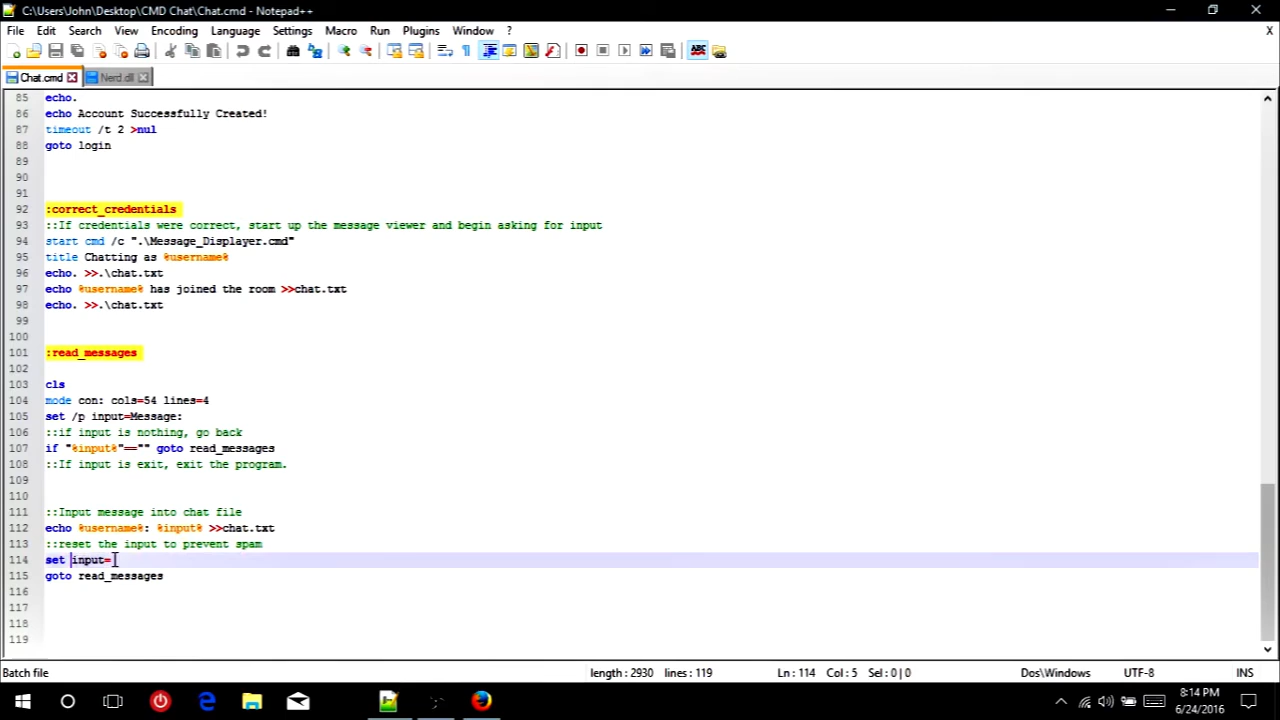 C:\Users\John\Desktop\CMD Chat\Chat.cmd - Notepad++
File Edit Search View Encoding Language Settings Macro Run Plugins Window ? X
Chat.cmd Nerd.dll
85 echo.
86 echo Account Successfully Created!
87 timeout /t 2 >nul
88 goto login
89
90
91
92 :correct_credentials
93 ::If credentials were correct, start up the message viewer and begin asking for input
94 start cmd /c ".\Message_Displayer.cmd"
95 title Chatting as %username%
96 echo. >>.\chat.txt
97 echo %username% has joined the room >>chat.txt
98 echo. >>.\chat.txt
99
100
101 :read_messages
102
103 cls
104 mode con: cols=54 lines=4
105 set /p input=Message:
106 ::if input is nothing, go back
107 if "%input%"=="" goto read_messages
108 ::If input is exit, exit the program.
109
110
111 ::Input message into chat file
112 echo %username%: %input% >>chat.txt
113 ::reset the input to prevent spam
114 set input=
115 goto read_messages
116
117
118
119
Batch file length : 2930 lines : 119 Ln : 114 Col : 5 Sel : 0 | 0 Dos\Windows UTF-8 INS
8:14 PM
6/24/2016